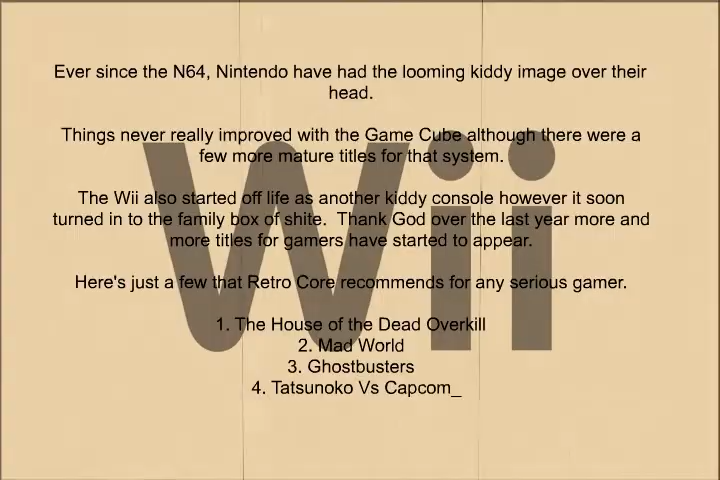 Ever since the N64, Nintendo have had the looming kiddy image over their
head.
Things never really improved with the Game Cube although there were a
few more mature titles for that system.
The Wii also started off life as another kiddy console however it soon
turned in to the family box of shite.  Thank God over the last year more and
more titles for gamers have started to appear.
Here's just a few that Retro Core recommends for any serious gamer.
1. The House of the Dead Overkill
2. Mad World
3. Ghostbusters
4. Tatsunoko Vs Capcom_
Wii